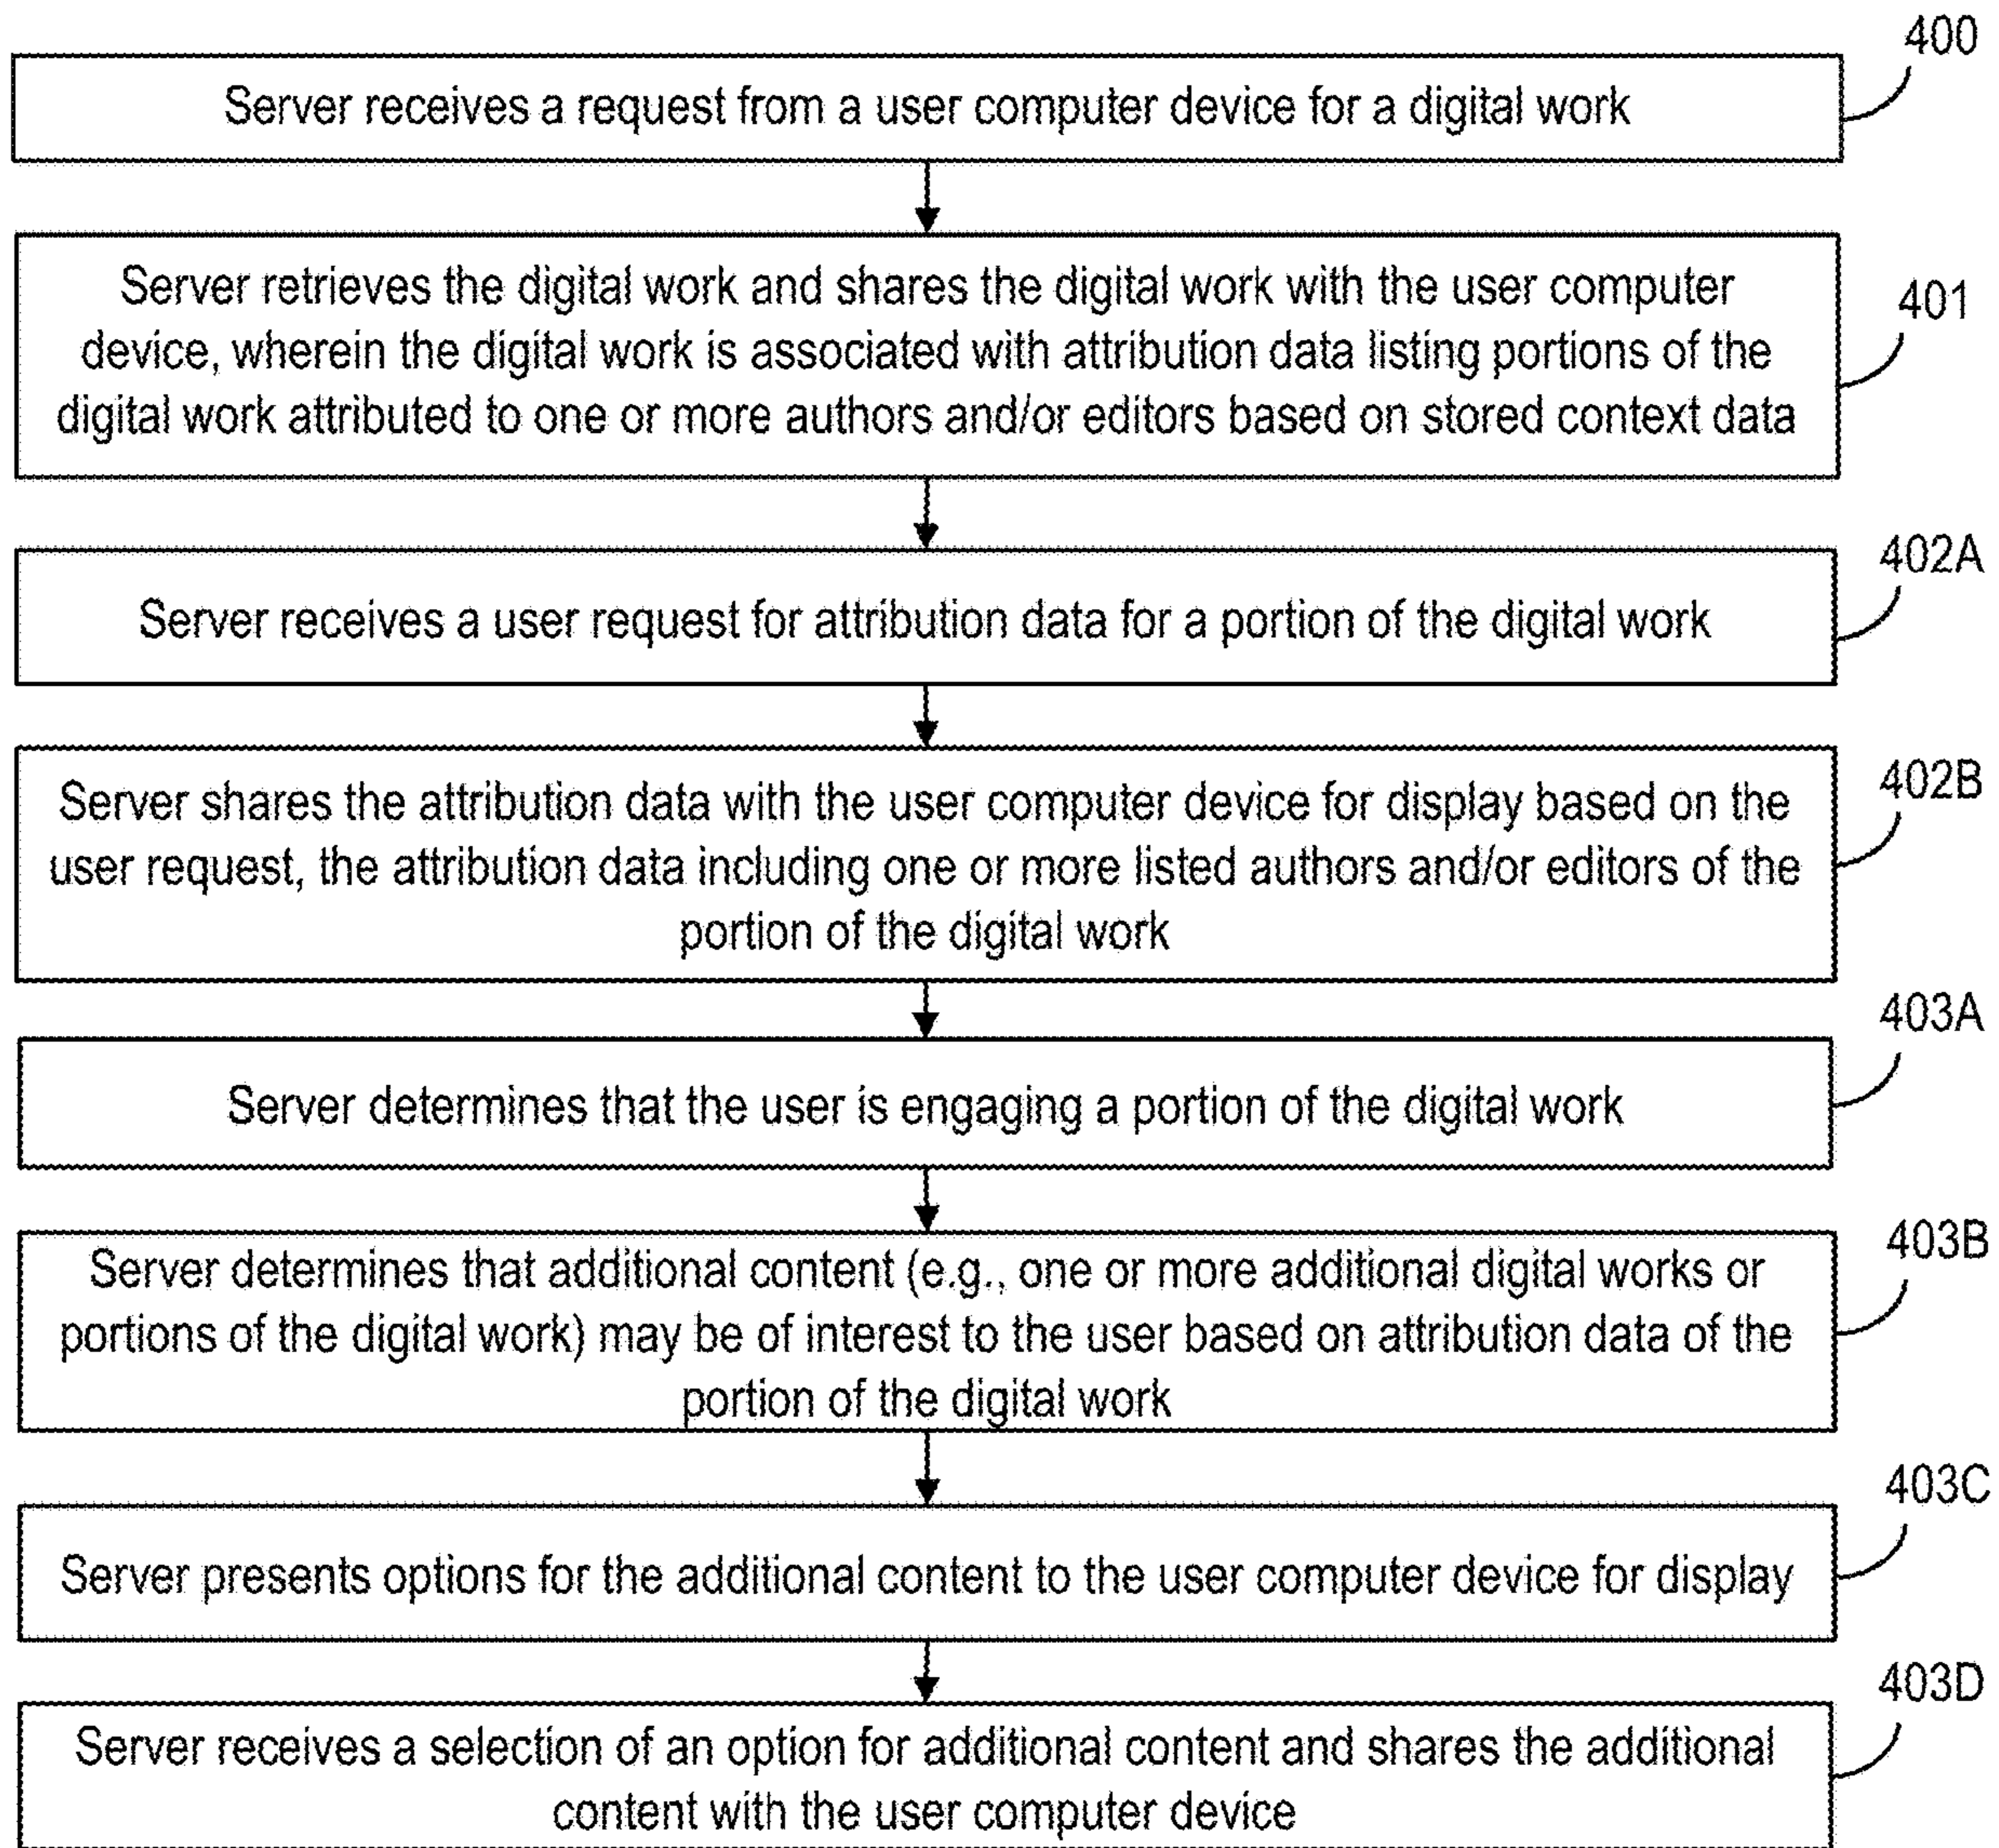 400
Server receives a request from a user computer device for a digital work
Server retrieves the digital work and shares the digital work with the user computer
device, wherein the digital work is associated with attribution data listing portions of the
digital work attributed to one or more authors and/or editors based on stored context data
401
402A
Server receives a user request for attribution data for a portion of the digital work
402B
Server shares the attribution data with the user computer device for display based on the
user request, the attribution data including one or more listed authors and/or editors of the
portion of the digital work
403A
Server determines that the user is engaging a portion of the digital work
403B
Server determines that additional content (e.g., one or more additional digital works or
portions of the digital work) may be of interest to the user based on attribution data of the
portion of the digital work
403C
Server presents options for the additional content to the user computer device for display
403D
Server receives a selection of an option for additional content and shares the additional
content with the user computer device